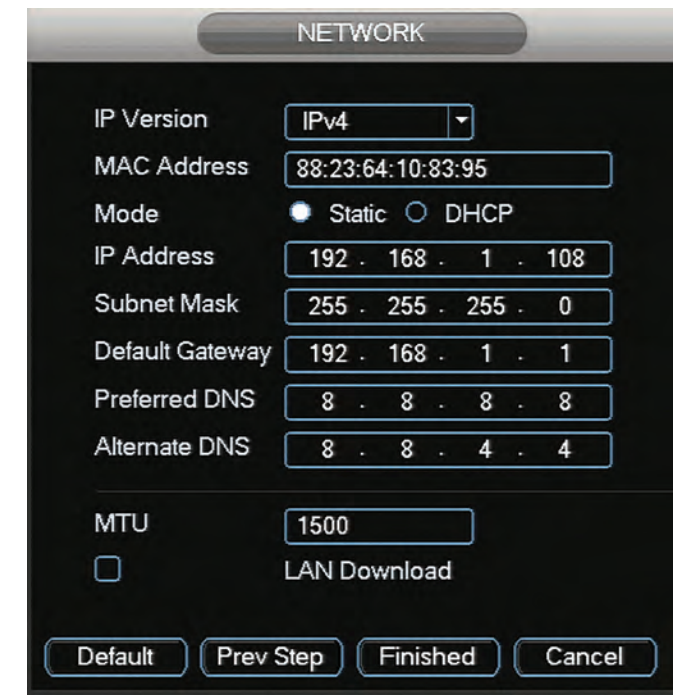 NETWORK
IP Version IPv4
MAC Address 88:23:64:10:83:95
Mode Static DHCP
IP Address 192 . 168 . 1 . 108
Subnet Mask 255 . 255 . 255 . 0
Default Gateway 192 . 168 . 1 . 1
Preferred DNS 8 . 8 . 8 . 8
Alternate DNS 8 . 8 . 4 . 4
MTU 1500
LAN Download
Default Prev Step Finished Cancel